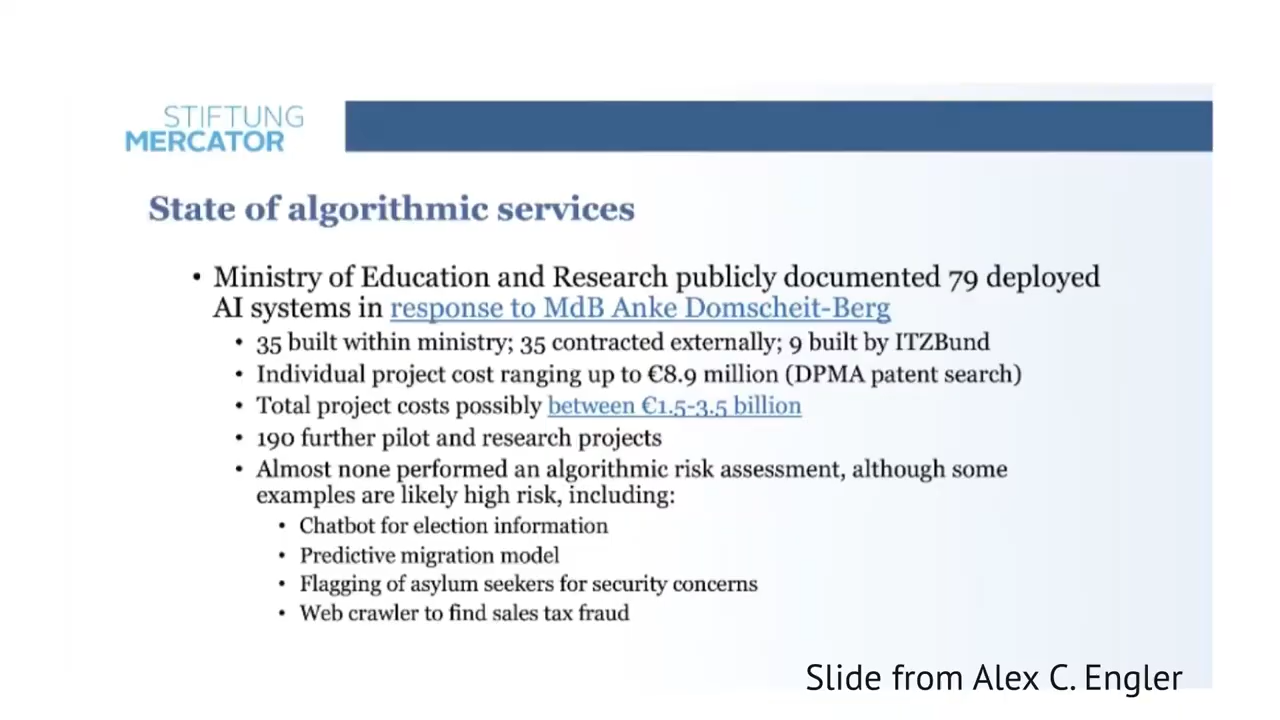 STIFTUNG
MERCATOR
State of algorithmic services
• Ministry of Education and Research publicly documented 79 deployed
AI systems in response to MdB Anke Domscheit-Berg
• 35 built within ministry; 35 contracted externally; 9 built by ITZBund
• Individual project cost ranging up to €8.9 million (DPMA patent search)
• Total project costs possibly between €1.5-3.5 billion
• 190 further pilot and research projects
• Almost none performed an algorithmic risk assessment, although some
examples are likely high risk, including:
• Chatbot for election information
• Predictive migration model
• Flagging of asylum seekers for security concerns
• Web crawler to find sales tax fraud
Slide from Alex C. Engler